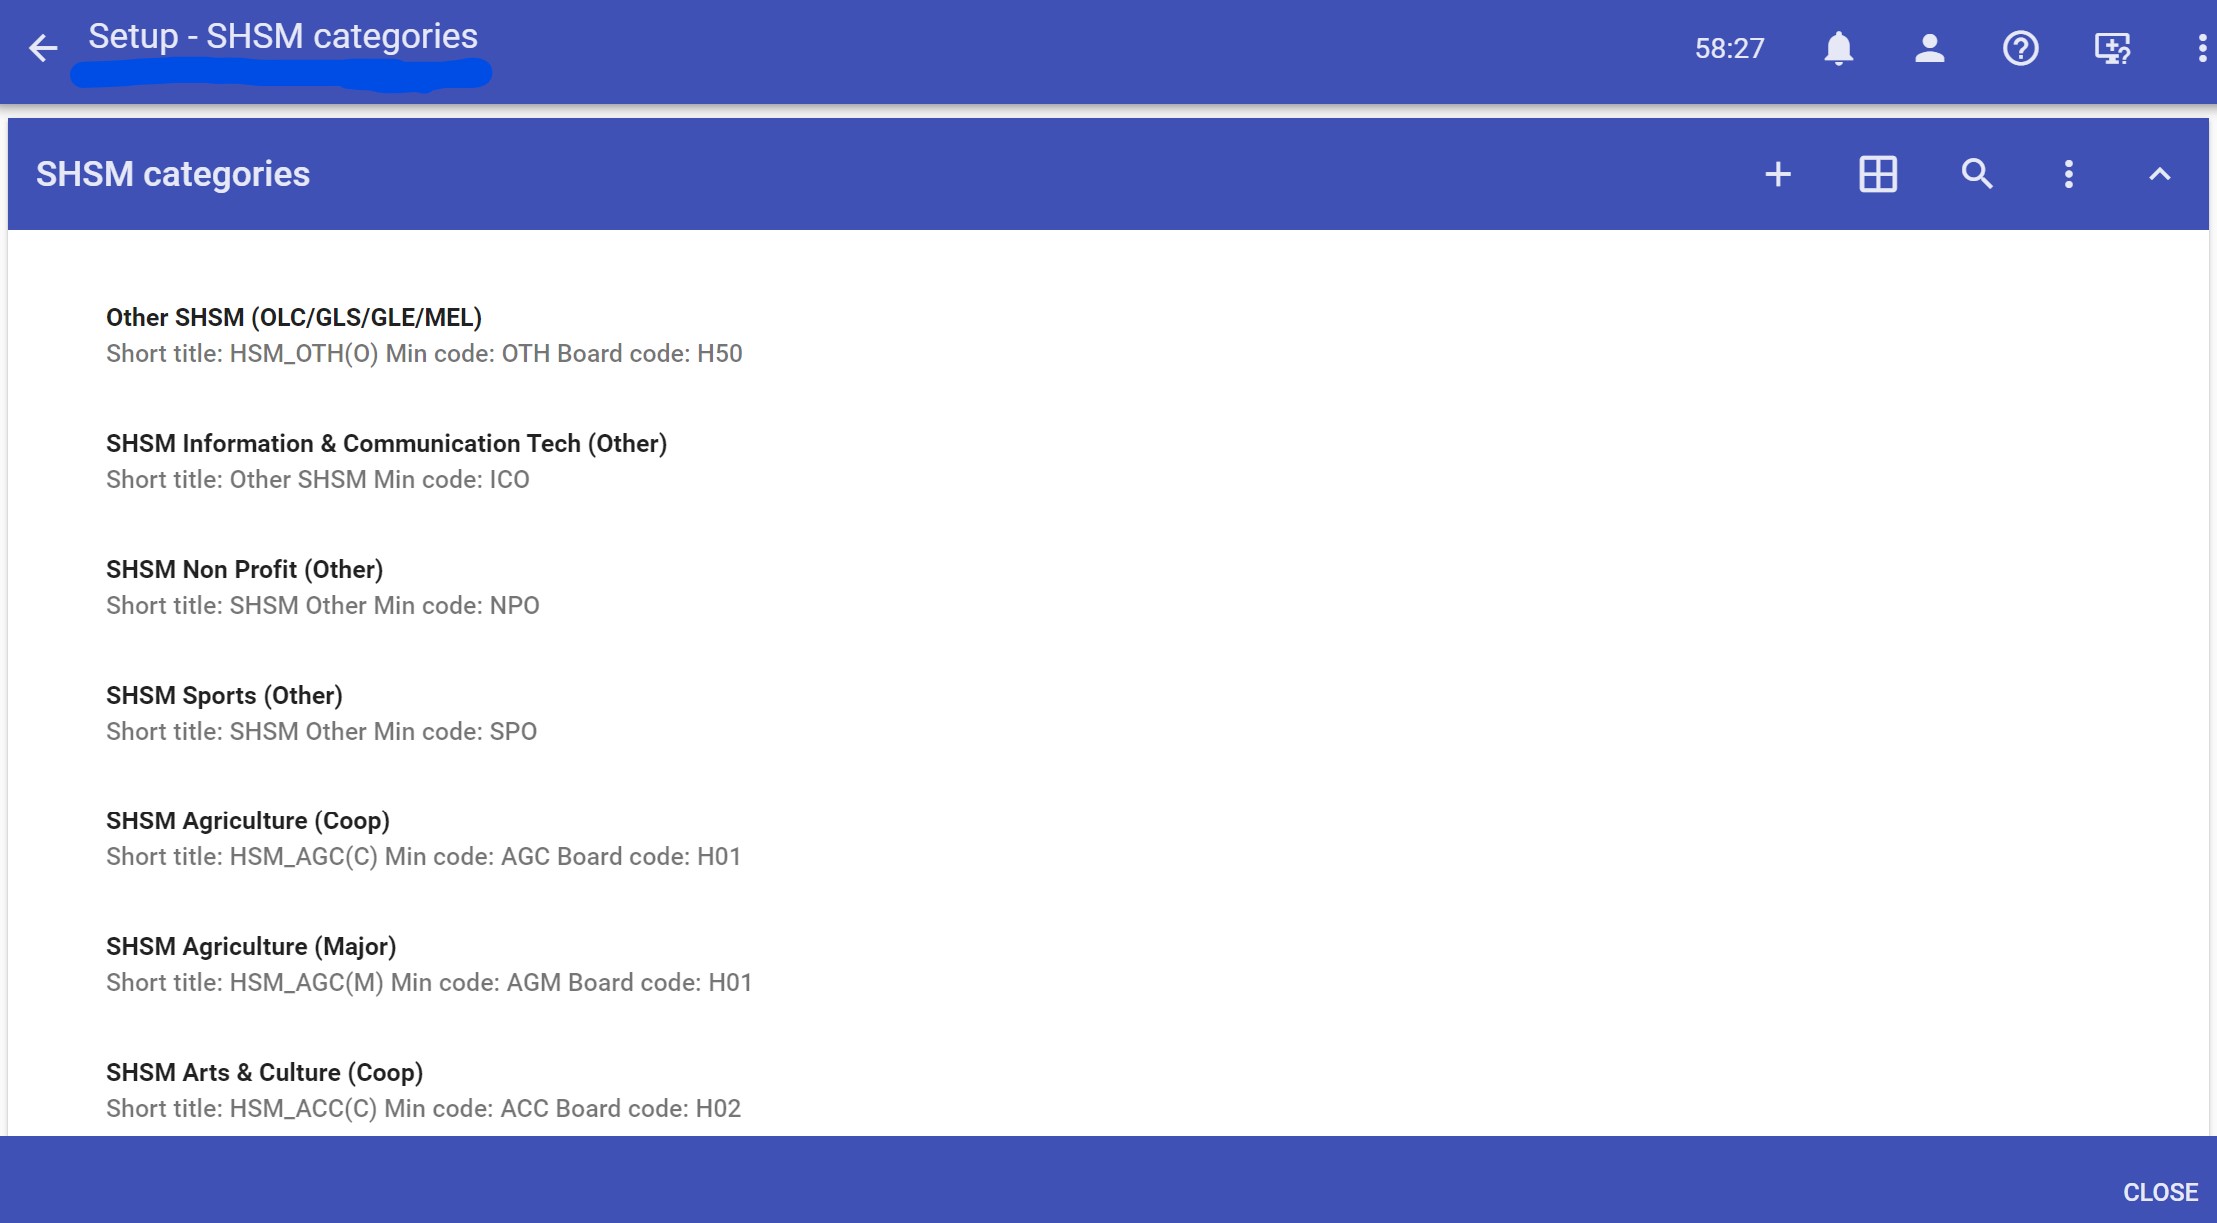 Setup - SHSM categories
58:27
SHSM categories
Other SHSM (OLC/GLS/GLE/MEL)
Short title: HSM_OTH(O) Min code: OTH Board code: H50
SHSM Information & Communication Tech (Other)
Short title: Other SHSM Min code: ICO
SHSM Non Profit (Other)
Short title: SHSM Other Min code: NPO
SHSM Sports (Other)
Short title: SHSM Other Min code: SPO
SHSM Agriculture (Coop)
Short title: HSM_AGC(C) Min code: AGC Board code: H01
SHSM Agriculture (Major)
Short title: HSM_AGC(M) Min code: AGM Board code: H01
SHSM Arts & Culture (Coop)
Short title: HSM_ACC(C) Min code: ACC Board code: H02
CLOSE